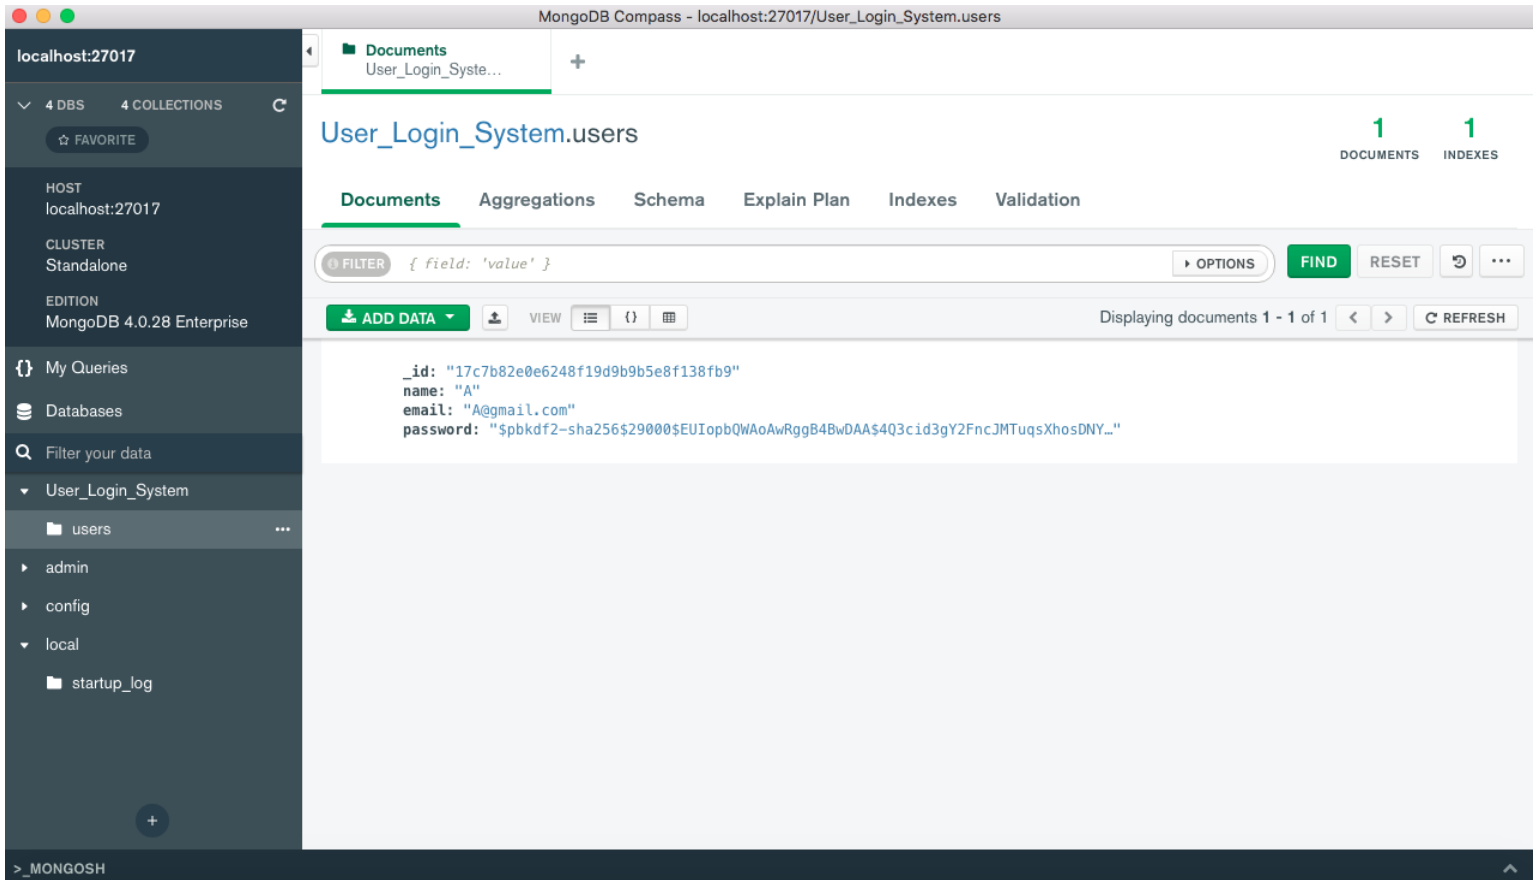 MongoDB Compass - localhost:27017/User_Login_System.users
localhost:27017
4 DBS 4 COLLECTIONS
FAVORITE
HOST
localhost:27017
CLUSTER
Standalone
EDITION
MongoDB 4.0.28 Enterprise
{} My Queries
Databases
Filter your data
User_Login_System
users
admin
config
local
startup_log
+
>_MONGOSH
Documents
User_Login_Syste...
+
User_Login_System.users
1
DOCUMENTS
1
INDEXES
Documents Aggregations Schema Explain Plan Indexes Validation
FILTER { field: 'value' } OPTIONS FIND RESET ...
ADD DATA VIEW {} Displaying documents 1 - 1 of 1 < > REFRESH
_id: "17c7b82e0e6248f19d9b9b5e8f138fb9"
name: "A"
email: "A@gmail.com"
password: "$pbkdf2-sha256$29000$EUIopbQWAoAwRggB4BwDAA$4Q3cid3gY2FncJMTuqsXhosDNY…"